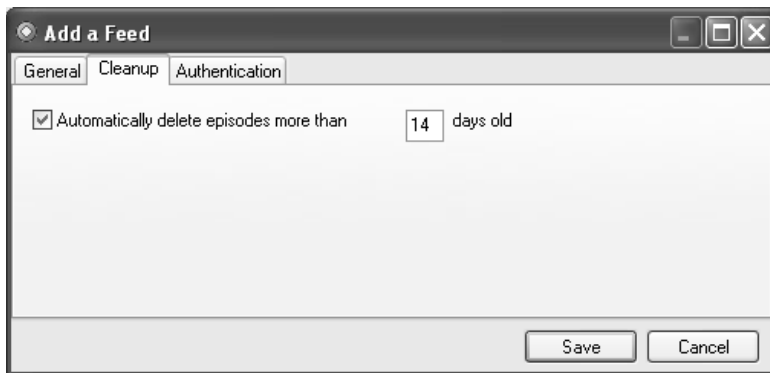 Add a Feed
General Cleanup Authentication
Automatically delete episodes more than 14 days old
Save Cancel